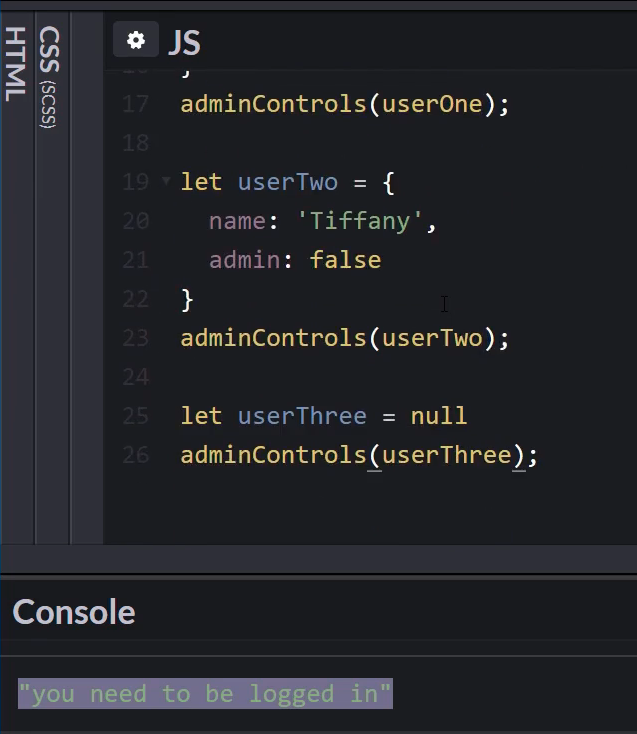 HTML
CSS (SCSS)
JS
}
17 adminControls(userOne);
18
19 let userTwo = {
20 name: 'Tiffany',
21 admin: false
22 }
23 adminControls(userTwo);
24
25 let userThree = null
26 adminControls(userThree);
Console
"you need to be logged in"